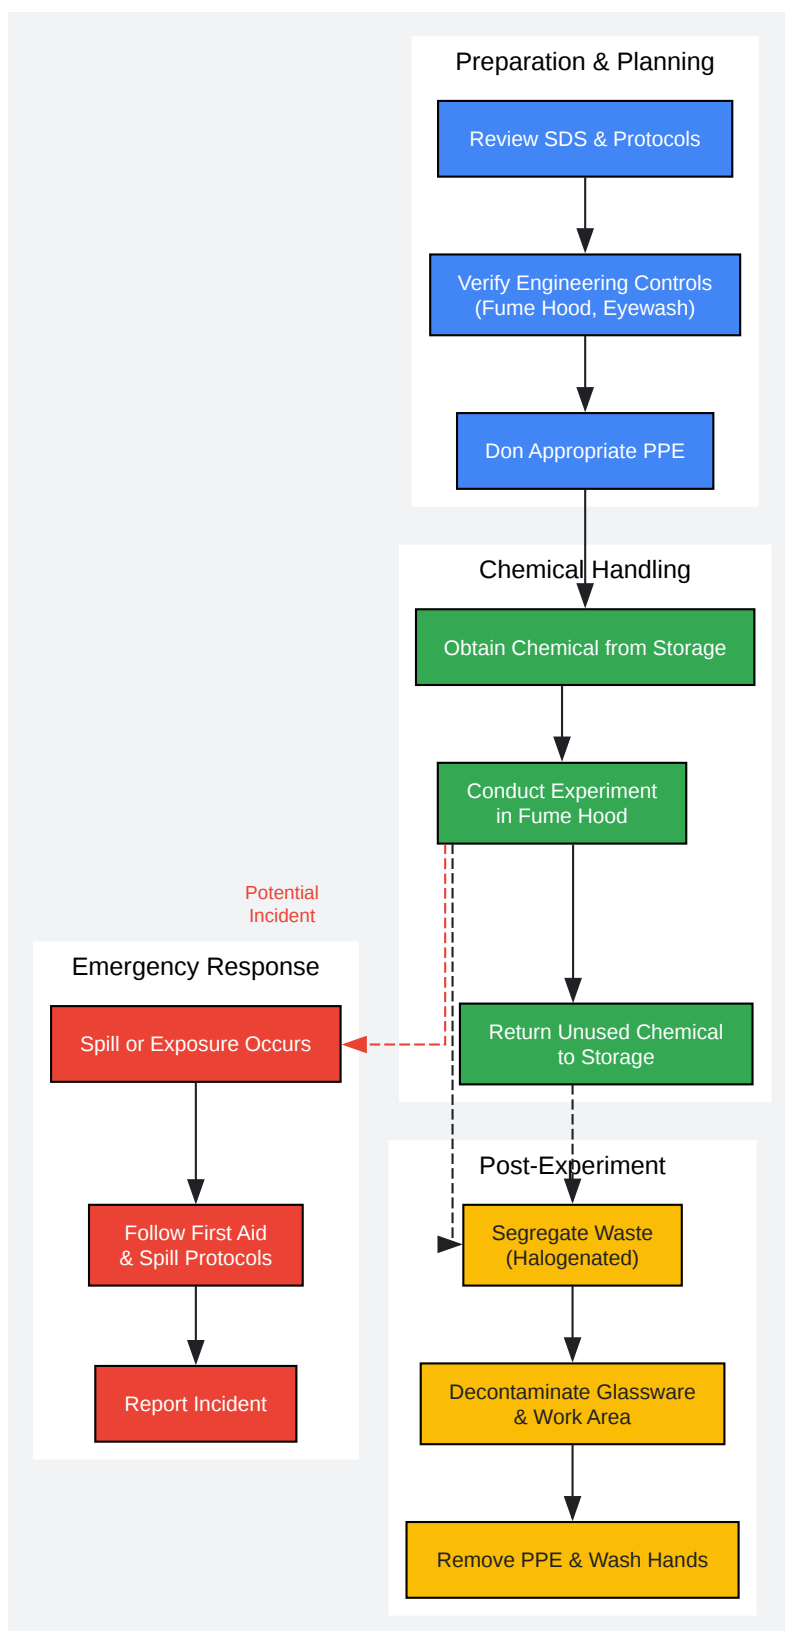 Preparation & Planning
Review SDS & Protocols
Verify Engineering Controls
(Fume Hood, Eyewash)
Don Appropriate PPE
Chemical Handling
Obtain Chemical from Storage
Conduct Experiment
in Fume Hood
Potential
Incident
Emergency Response
Spill or Exposure Occurs
Follow First Aid
& Spill Protocols
Report Incident
Return Unused Chemical
to Storage
Post-Experiment
Segregate Waste
(Halogenated)
Decontaminate Glassware
& Work Area
Remove PPE & Wash Hands